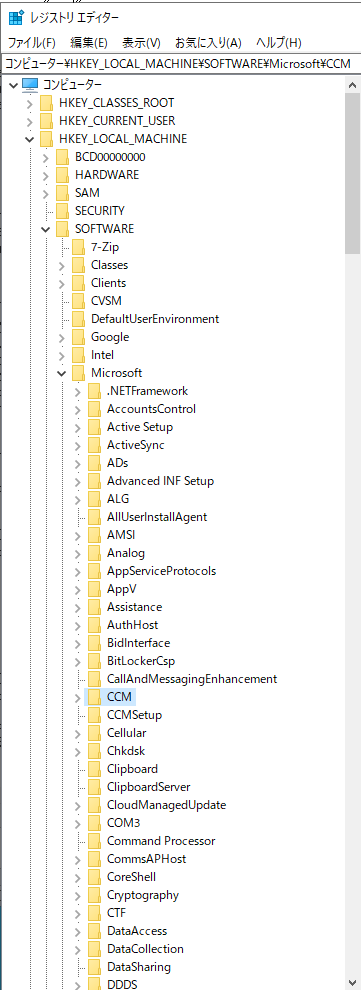 レジストリ エディター
ファイル(F) 編集(E) 表示(V) お気に入り(A) ヘルプ(H)
コンピューター¥HKEY_LOCAL_MACHINE¥SOFTWARE¥Microsoft¥CCM
コンピューター
HKEY_CLASSES_ROOT
HKEY_CURRENT_USER
HKEY_LOCAL_MACHINE
BCD00000000
HARDWARE
SAM
SECURITY
SOFTWARE
7-Zip
Classes
Clients
CVSM
DefaultUserEnvironment
Google
Intel
Microsoft
.NETFramework
AccountsControl
Active Setup
ActiveSync
ADs
Advanced INF Setup
ALG
AllUserInstallAgent
AMSI
Analog
AppServiceProtocols
AppV
Assistance
AuthHost
BidInterface
BitLockerCsp
CallAndMessagingEnhancement
CCM
CCMSetup
Cellular
Chkdsk
Clipboard
ClipboardServer
CloudManagedUpdate
COM3
Command Processor
CommsAPHost
CoreShell
Cryptography
CTF
DataAccess
DataCollection
DataSharing
DDDS